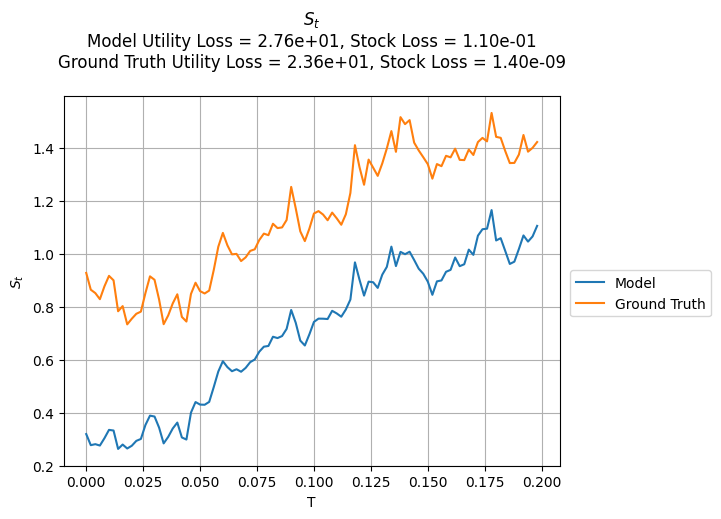 S_t
Model Utility Loss = 2.76e+01, Stock Loss = 1.10e-01
Ground Truth Utility Loss = 2.36e+01, Stock Loss = 1.40e-09
1.4
1.2
1.0
0.8
0.6
0.4
0.2
S_t
0.000 0.025 0.050 0.075 0.100 0.125 0.150 0.175 0.200
T
Model
Ground Truth